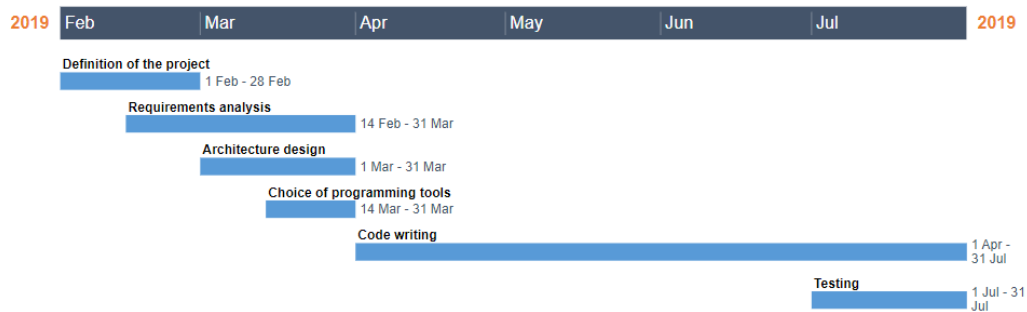 2019 Feb Mar Apr May Jun Jul 2019
Definition of the project
1 Feb - 28 Feb
Requirements analysis
14 Feb - 31 Mar
Architecture design
1 Mar - 31 Mar
Choice of programming tools
14 Mar - 31 Mar
Code writing
1 Apr -
31 Jul
Testing
1 Jul - 31
Jul